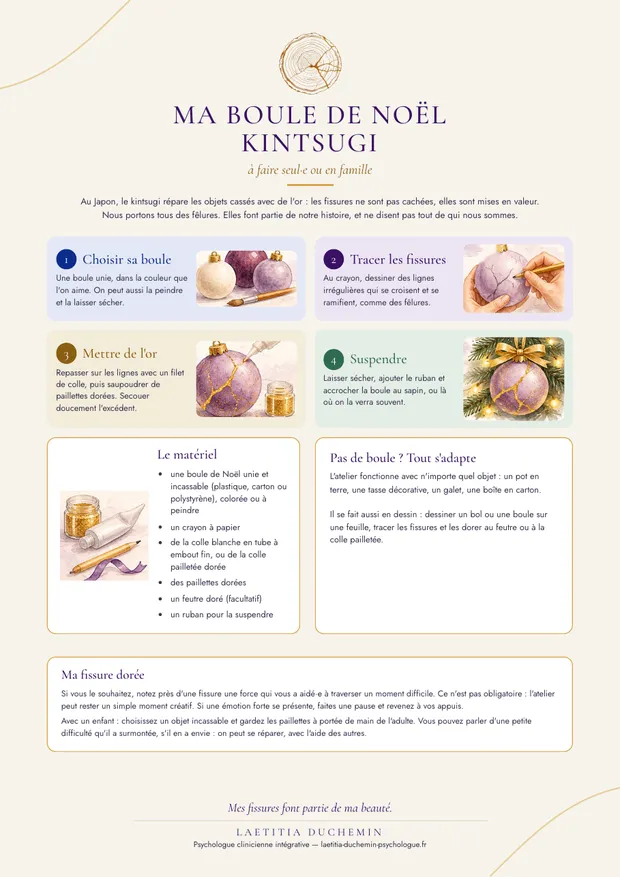 MA BOULE DE NOËL
KINTSUGI
à faire seul·e ou en famille
Au Japon, le kintsugi répare les objets cassés avec de l'or : les fissures ne sont pas cachées, elles sont mises en valeur.
Nous portons tous des fêlures. Elles font partie de notre histoire, et ne disent pas tout de qui nous sommes.
1 Choisir sa boule
Une boule unie, dans la couleur que
l'on aime. On peut aussi la peindre
et la laisser sécher.
2 Tracer les fissures
Au crayon, dessiner des lignes
irrégulières qui se croisent et se
ramifient, comme des fêlures.
3 Mettre de l'or
Repasser sur les lignes avec un filet
de colle, puis saupoudrer de
paillettes dorées. Secouer
doucement l'excédent.
4 Suspendre
Laisser sécher, ajouter le ruban et
accrocher la boule au sapin, ou là
où on la verra souvent.
Le matériel
• une boule de Noël unie et
incassable (plastique, carton ou
polystyrène), colorée ou à
peindre
• un crayon à papier
• de la colle blanche en tube à
embout fin, ou de la colle
pailletée dorée
• des paillettes dorées
• un feutre doré (facultatif)
• un ruban pour la suspendre
Pas de boule ? Tout s'adapte
L'atelier fonctionne avec n'importe quel objet : un pot en
terre, une tasse décorative, un galet, une boîte en carton.
Il se fait aussi en dessin : dessiner un bol ou une boule sur
une feuille, tracer les fissures et les dorer au feutre ou à la
colle pailletée.
Ma fissure dorée
Si vous le souhaitez, notez près d'une fissure une force qui vous a aidé·e à traverser un moment difficile. Ce n'est pas obligatoire : l'atelier
peut rester un simple moment créatif. Si une émotion forte se présente, faites une pause et revenez à vos appuis.
Avec un enfant : choisissez un objet incassable et gardez les paillettes à portée de main de l'adulte. Vous pouvez parler d'une petite
difficulté qu'il a surmontée, s'il en a envie : on peut se réparer, avec l'aide des autres.
Mes fissures font partie de ma beauté.
LAETITIA DUCHEMIN
Psychologue clinicienne intégrative — laetitia-duchemin-psychologue.fr